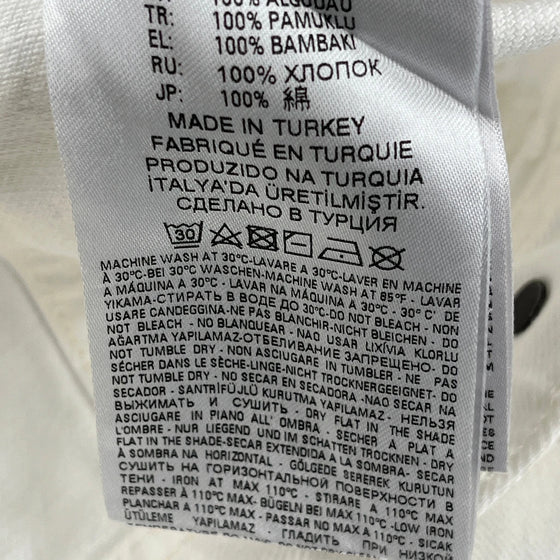 100% ALGODÃO
TR: 100% PAMUKLU
EL: 100% BAMBAKI
RU: 100% ХЛОПОК
JP: 100% 綿
MADE IN TURKEY
FABRIQUÉ EN TURQUIE
PRODUZIDO NA TURQUIA
İTALYA'DA ÜRETİLMİŞTİR.
СДЕЛАНО В ТУРЦИЯ
30
MACHINE WASH AT 30°C-LAVARE A 30°C-LAVER EN MACHINE
À 30°C-BEI 30°C WASCHEN-MACHINE WASH AT 85°F - LAVAR
A MÁQUINA A 30°C - LAVAR NA MÁQUINA A 30°C - 30° C' DE
YIKAMA-СТИРАТЬ В ВОДЕ ДО 30°C-DO NOT BLEACH - NON
USARE CANDEGGINA-NE PAS BLANCHIR-NICHT BLEICHEN - DO
NOT BLEACH - NO BLANQUEAR - NAO USAR LIXÍVIA KLORLU
AĞARTMA YAPILAMAZ-ОТБЕЛИВАНИЕ ЗАПРЕЩЕНО- DO
NOT TUMBLE DRY - NON ASCIUGARE IN TUMBLER - NE PAS
SÉCHER DANS LE SÈCHE-LINGE-NICHT TROCKNERGEEIGNET- DO
NOT TUMBLE DRY - NO SECAR EN SECADORA -NAO SECAR NA
SECADOR - SANTRİFÜJLÜ KURUTMA YAPILAMAZ - НЕЛЬЗЯ
ВЫЖИМАТЬ И СУШИТЬ - DRY FLAT IN THE SHADE
ASCIUGARE IN PIANO ALL' OMBRA - SÉCHER À PLAT A
L'OMBRE - NUR LIEGEND UND IM SCHATTEN TROCKNEN - DRY
FLAT IN THE SHADE-SECAR EXTENDIDA A LA SOMBRA- SECAR
À SOMBRA NA HORIZONTAL - GÖLGEDE SEREREK KURUTUN
СУШИТЬ НА ГОРИЗОНТАЛЬНОЙ ПОВЕРХНОСТИ В
ТЕНИ - IRON AT MAX 110°C - STIRARE A 110°C MAX
REPASSER À 110°C MAX- BÜGELN BEI MAX 110°C -LOW IRON
PLANCHAR A 110°C MAX - PASSAR NO MAX A 110°C - SICAK
ÜTÜLEME YAPILAMAZ - ГЛАДИТЬ ПРИ НИЗКОЙ